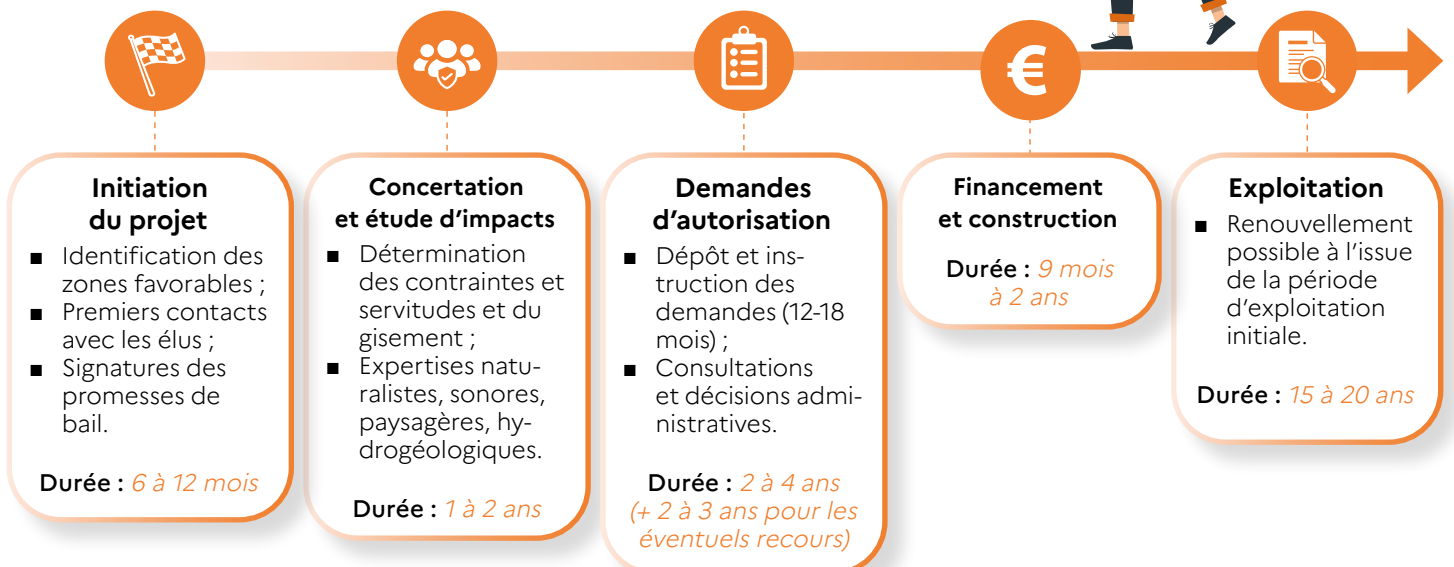 €
Initiation
du projet
■ Identification des
zones favorables ;
■ Premiers contacts
avec les élus ;
■ Signatures des
promesses de
bail.
Durée : 6 à 12 mois
Concertation
et étude d’impacts
■ Détermination
des contraintes et
servitudes et du
gisement ;
■ Expertises natu-
ralistes, sonores,
paysagères, hy-
drogéologiques.
Durée : 1 à 2 ans
Demandes
d’autorisation
■ Dépôt et ins-
truction des
demandes (12-18
mois) ;
■ Consultations
et décisions admi-
nistratives.
Durée : 2 à 4 ans
(+ 2 à 3 ans pour les
éventuels recours)
Financement
et construction
Durée : 9 mois
à 2 ans
Exploitation
■ Renouvellement
possible à l’issue
de la période
d’exploitation
initiale.
Durée : 15 à 20 ans